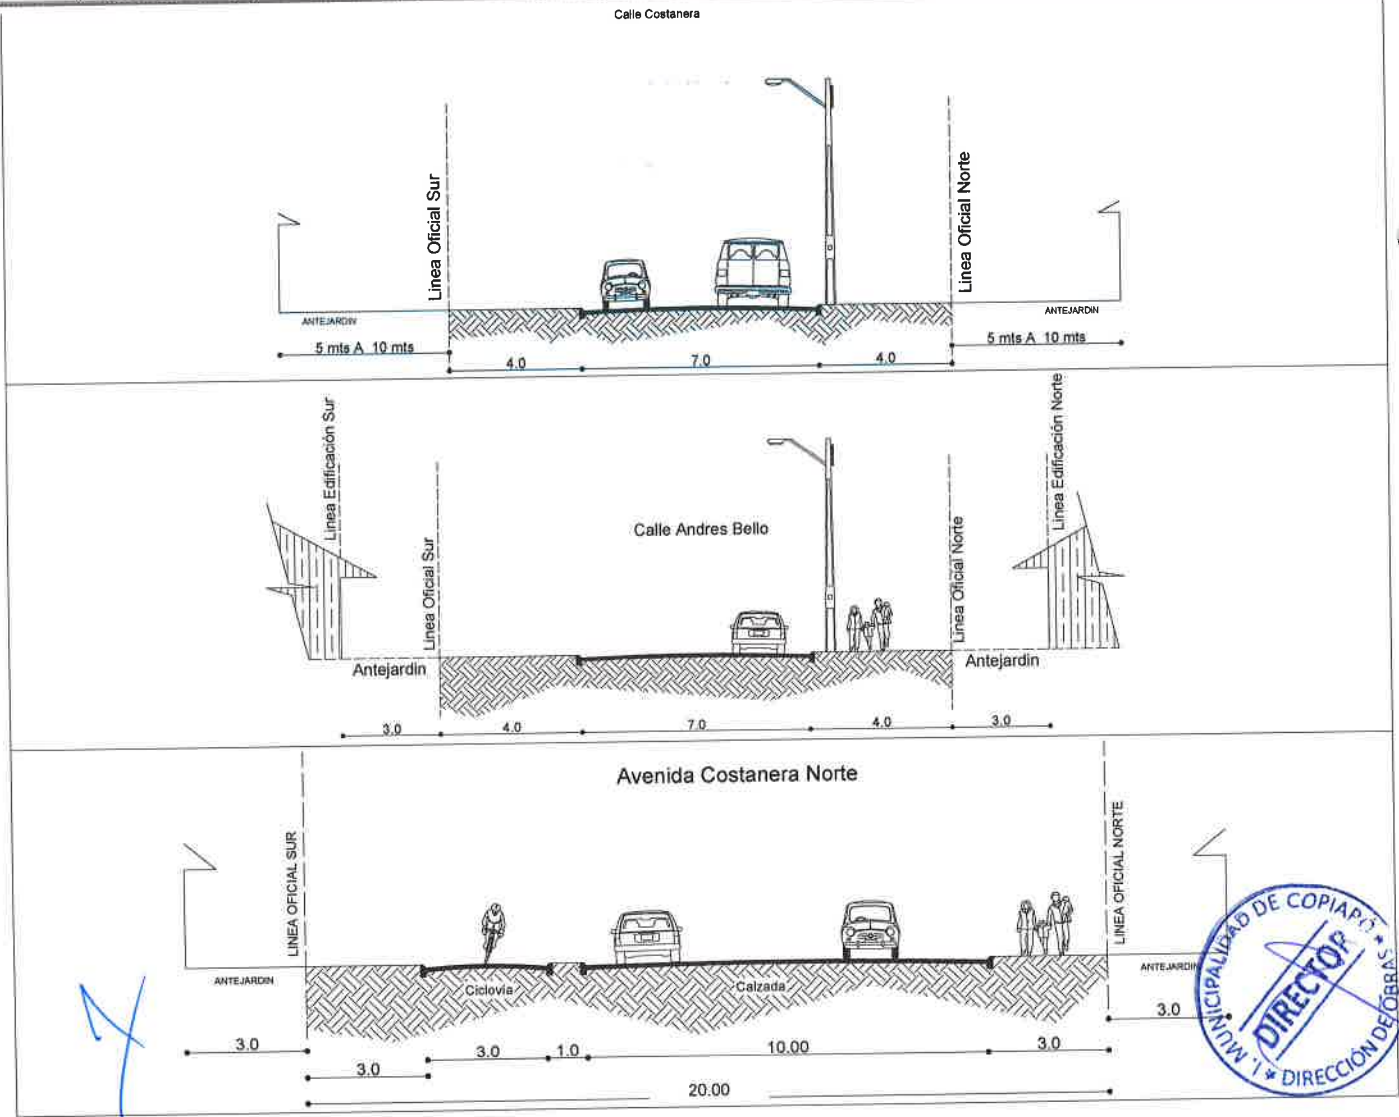 Calle Costanera
Linea Oficial Sur
Linea Oficial Norte
ANTEJARDIN
ANTEJARDIN
5 mts A 10 mts
4.0
7.0
4.0
5 mts A 10 mts
Linea Edificación Sur
Linea Oficial Sur
Calle Andres Bello
Linea Oficial Norte
Linea Edificación Norte
Antejardin
Antejardin
3.0
4.0
7.0
4.0
3.0
Avenida Costanera Norte
LINEA OFICIAL SUR
LINEA OFICIAL NORTE
ANTEJARDIN
Ciclovia
Calzada
ANTEJARDIN
3.0
3.0
3.0
1.0
10.00
3.0
3.0
20.00
I. MUNICIPALIDAD DE COPIAPÓ * DIRECCIÓN DE OBRAS *
DIRECTOR